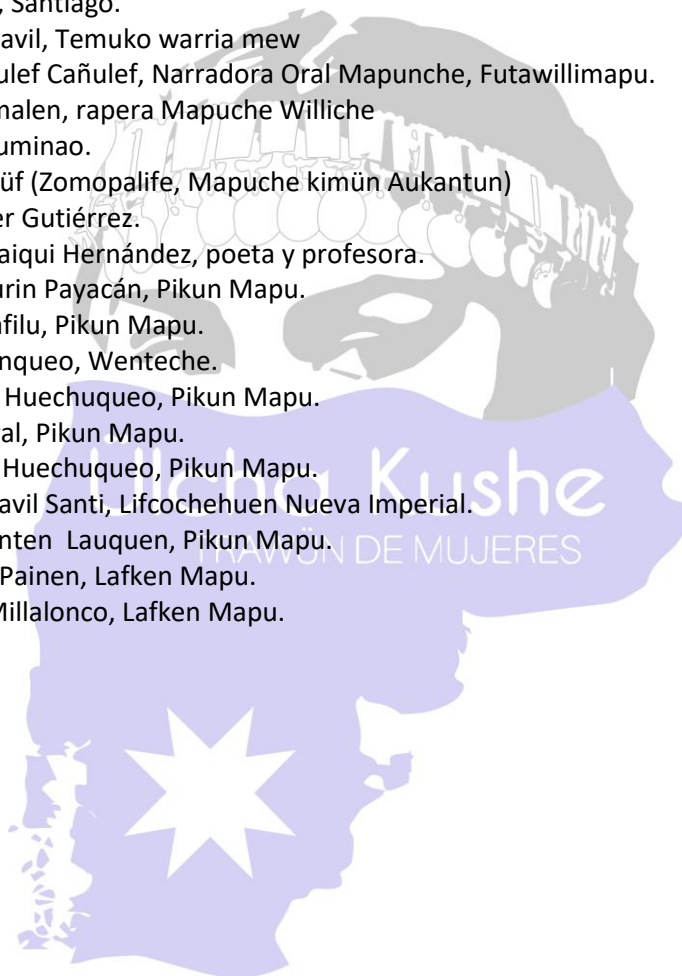 , Santiago.
avil, Temuko warria mew
ulef Cañulef, Narradora Oral Mapunche, Futawillimapu.
malen, rapera Mapuche Williche
uminao.
üf (Zomopalife, Mapuche kimün Aukantun)
er Gutiérrez.
aiqui Hernández, poeta y profesora.
urin Payacán, Pikun Mapu.
afilu, Pikun Mapu.
nqueo, Wenteche.
Huechuqueo, Pikun Mapu.
al, Pikun Mapu.
Huechuqueo, Pikun Mapu.
avil Santi, Lifcochehuen Nueva Imperial.
nten Lauquen, Pikun Mapu.
Painen, Lafken Mapu.
Millalonco, Lafken Mapu.
Ülcha Kushe
TRAWÜN DE MUJERES